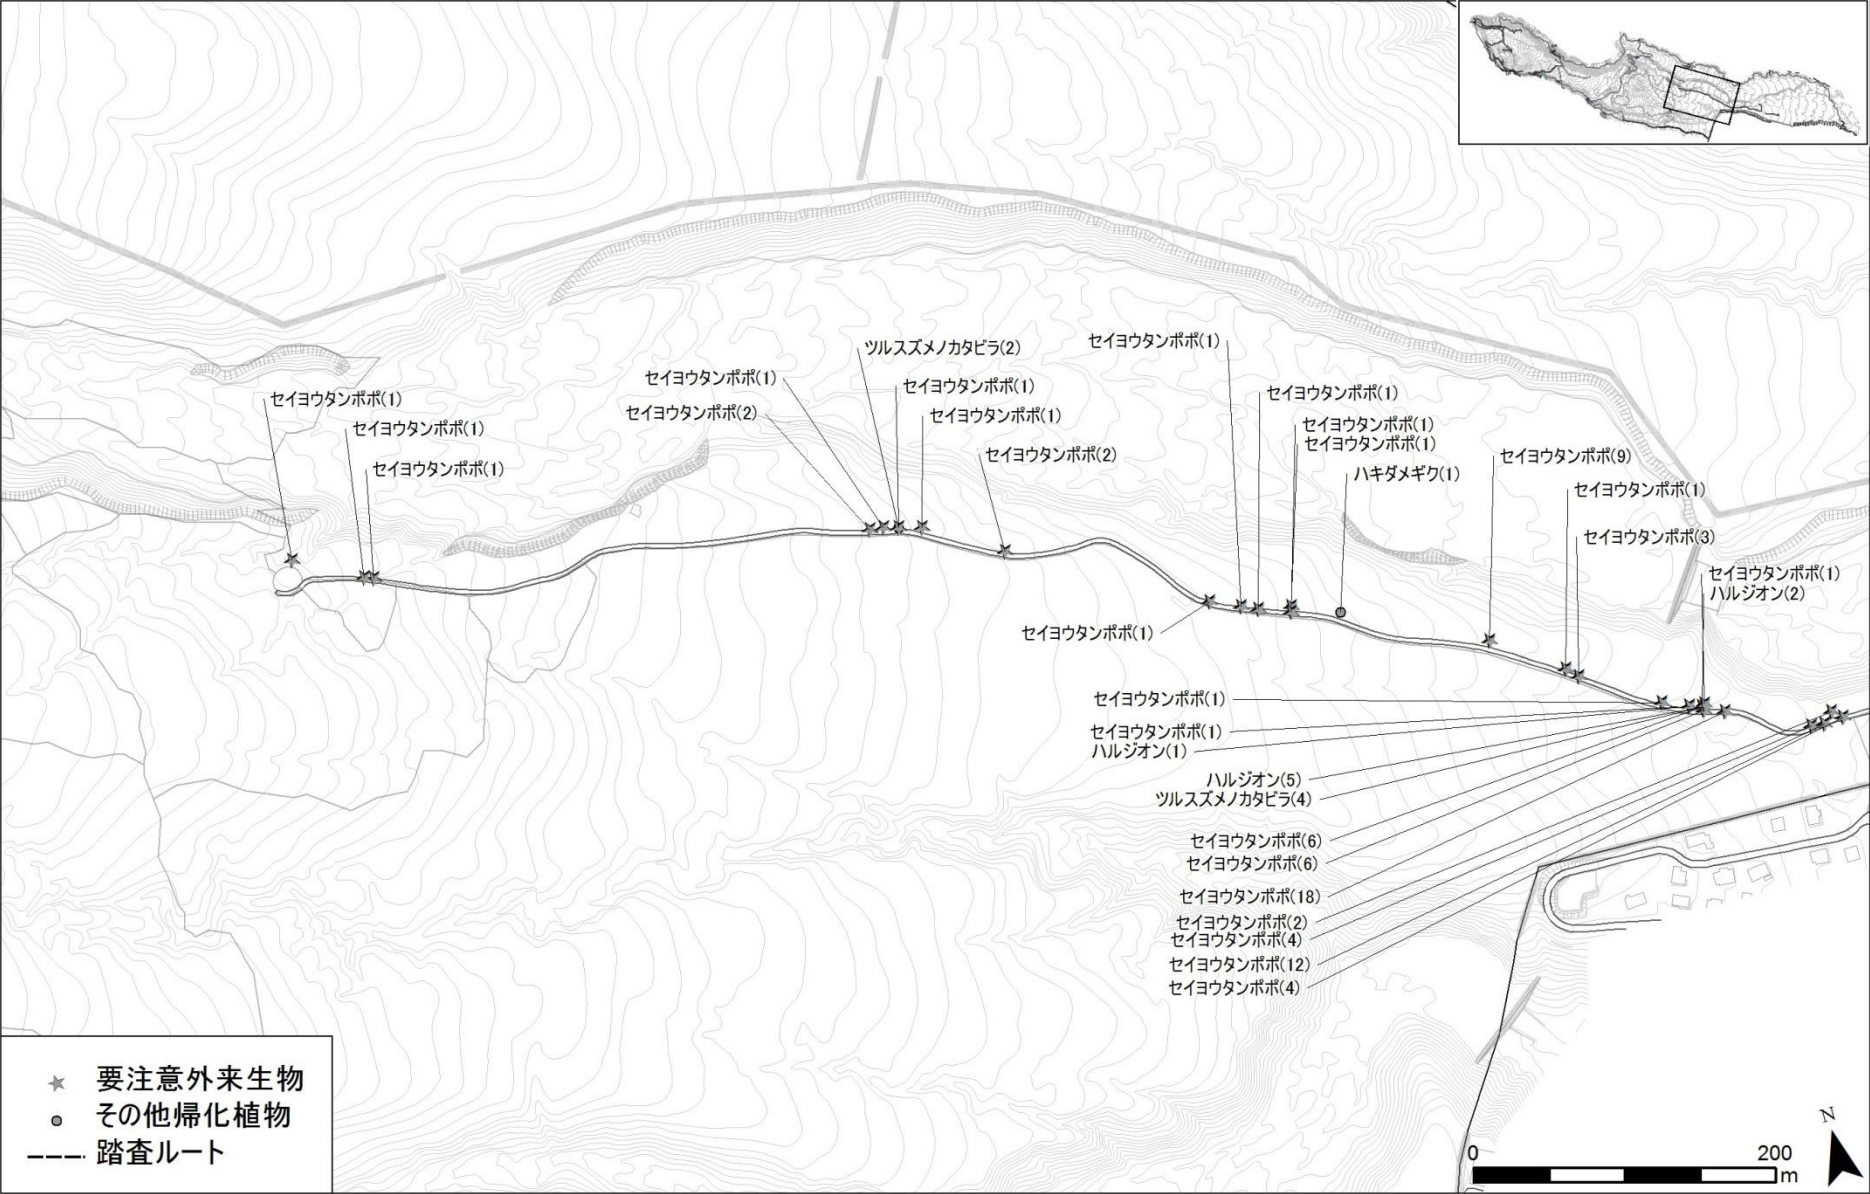 セイヨウタンポポ(1)
セイヨウタンポポ(1)
セイヨウタンポポ(1)
セイヨウタンポポ(1)
セイヨウタンポポ(2)
ツルスズメノカタビラ(2)
セイヨウタンポポ(1)
セイヨウタンポポ(1)
セイヨウタンポポ(2)
セイヨウタンポポ(1)
セイヨウタンポポ(1)
セイヨウタンポポ(1)
セイヨウタンポポ(1)
ハキダメギク(1)
セイヨウタンポポ(9)
セイヨウタンポポ(1)
セイヨウタンポポ(3)
セイヨウタンポポ(1)
ハルジオン(2)
セイヨウタンポポ(1)
セイヨウタンポポ(1)
セイヨウタンポポ(1)
ハルジオン(1)
ハルジオン(5)
ツルスズメノカタビラ(4)
セイヨウタンポポ(6)
セイヨウタンポポ(6)
セイヨウタンポポ(18)
セイヨウタンポポ(2)
セイヨウタンポポ(4)
セイヨウタンポポ(12)
セイヨウタンポポ(4)
要注意外来生物
その他帰化植物
踏査ルート
N
0 200
m